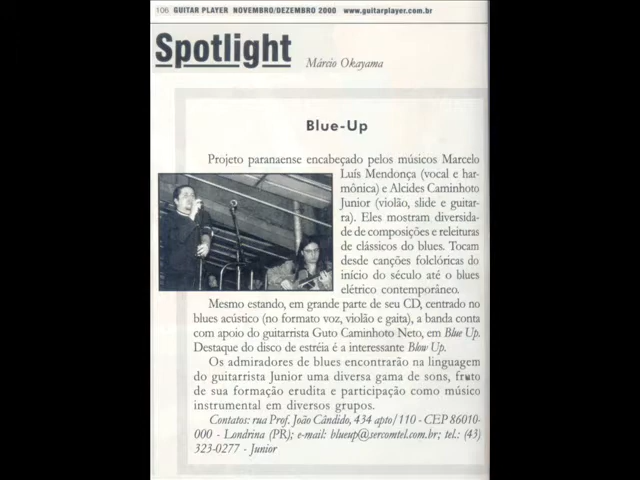 106 GUITAR PLAYER NOVEMBRO/DEZEMBRO 2000 www.guitarplayer.com.br
Spotlight
Márcio Okayama
Blue-Up
Projeto paranaense encabeçado pelos músicos Marcelo
Luís Mendonça (vocal e har-
mônica) e Alcides Caminhoto
Junior (violão, slide e guitar-
ra). Eles mostram diversida-
de de composições e releituras
de clássicos do blues. Tocam
desde canções folclóricas do
início do século até o blues
elétrico contemporâneo.
Mesmo estando, em grande parte de seu CD, centrado no
blues acústico (no formato voz, violão e gaita), a banda conta
com apoio do guitarrista Guto Caminhoto Neto, em Blue Up.
Destaque do disco de estréia é a interessante Blow Up.
Os admiradores de blues encontrarão na linguagem
do guitarrista Junior uma diversa gama de sons, fruto
de sua formação erudita e participação como músico
instrumental em diversos grupos.
Contatos: rua Prof. João Cândido, 434 apto/110 - CEP 86010-
000 - Londrina (PR); e-mail: blueup@sercomtel.com.br; tel.: (43)
323-0277 - Junior